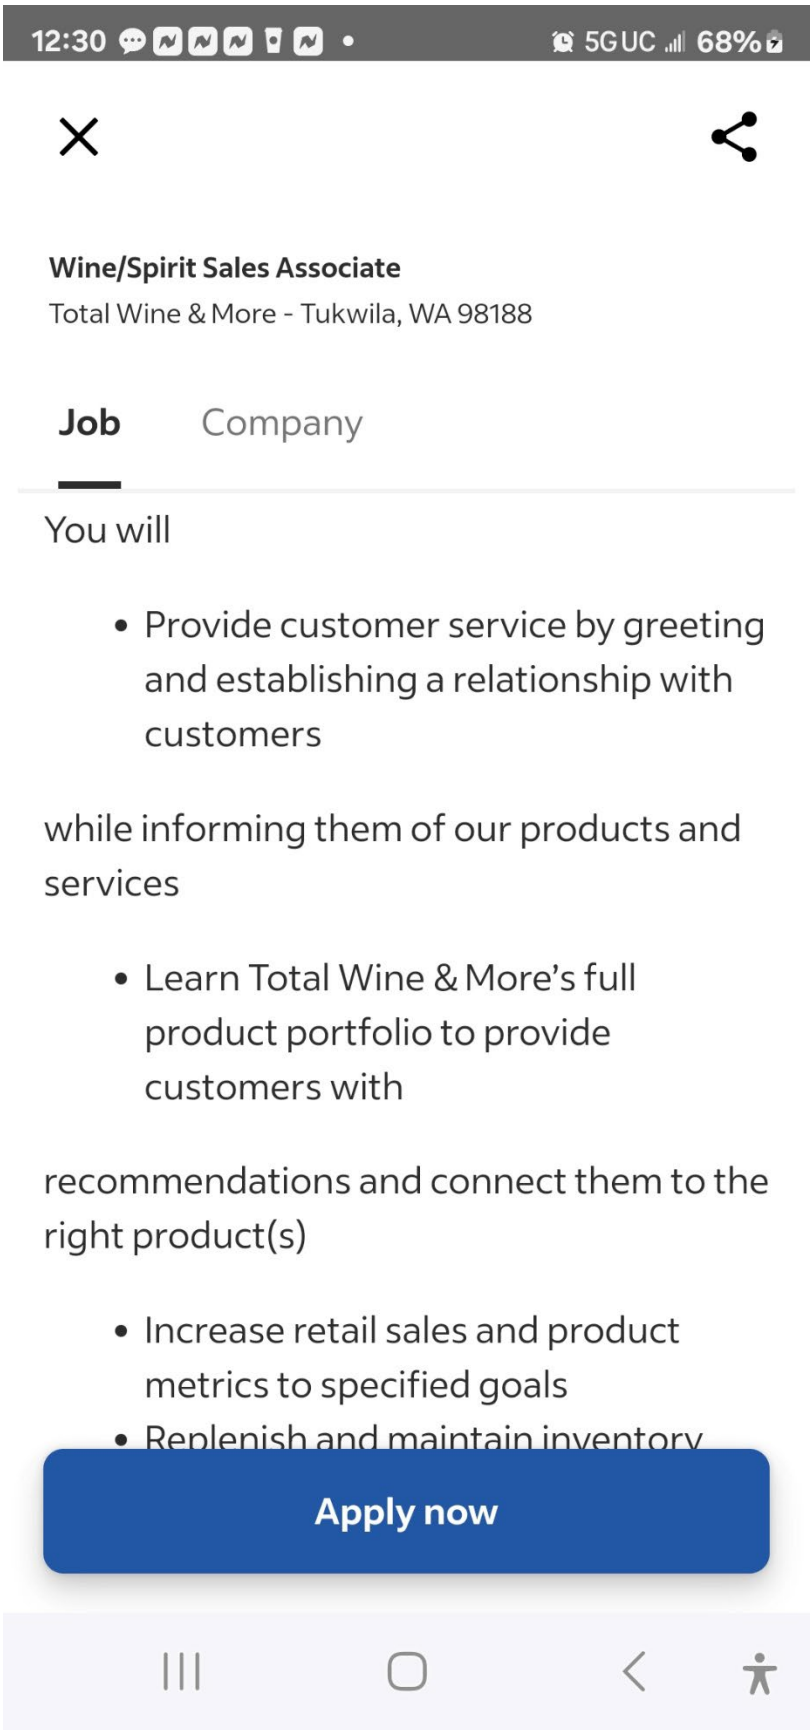 12:30
5G UC 68%
Wine/Spirit Sales Associate
Total Wine & More - Tukwila, WA 98188
Job Company
You will
• Provide customer service by greeting
and establishing a relationship with
customers
while informing them of our products and
services
• Learn Total Wine & More’s full
product portfolio to provide
customers with
recommendations and connect them to the
right product(s)
• Increase retail sales and product
metrics to specified goals
• Replenish and maintain inventory
Apply now